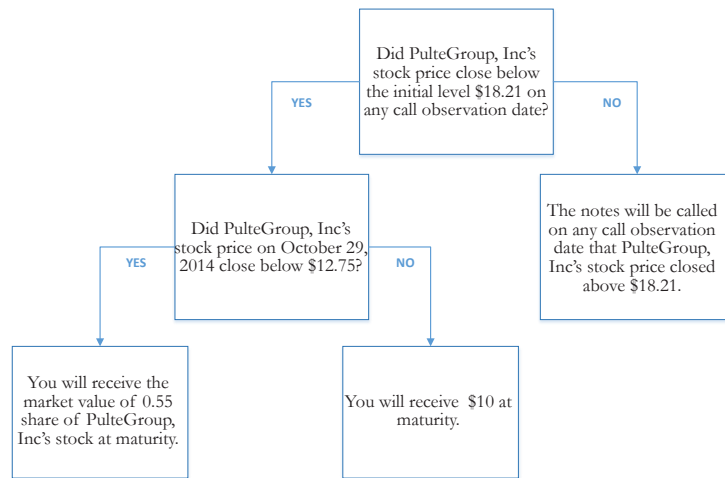 Did PulteGroup, Inc's
stock price close below
the initial level $18.21 on
any call observation date?
YES
NO
Did PulteGroup, Inc's
stock price on October 29,
2014 close below $12.75?
The notes will be called
on any call observation
date that PulteGroup,
Inc's stock price closed
above $18.21.
YES
NO
You will receive the
market value of 0.55
share of PulteGroup,
Inc's stock at maturity.
You will receive $10 at
maturity.